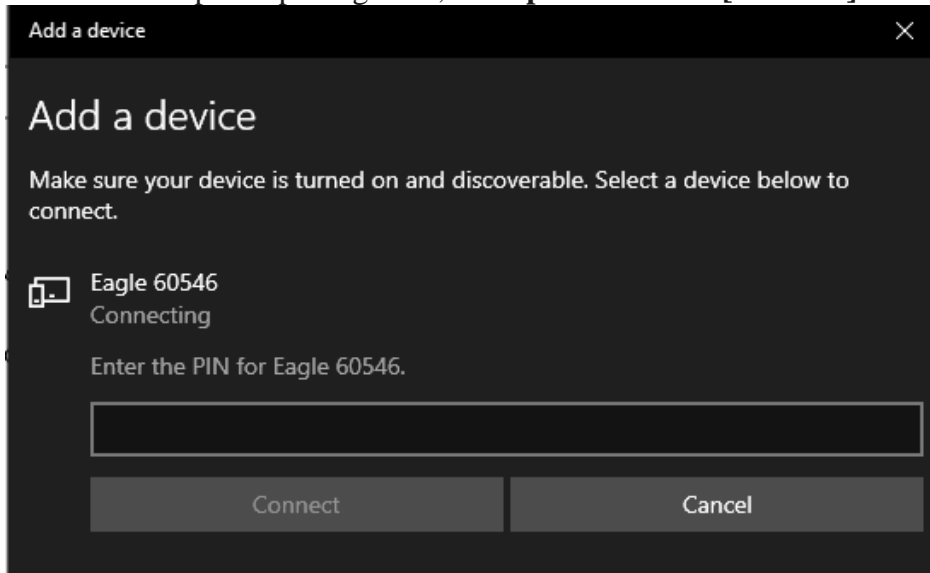 Add a device
Add a device
Make sure your device is turned on and discoverable. Select a device below to
connect.
Eagle 60546
Connecting
Enter the PIN for Eagle 60546.
Connect
Cancel